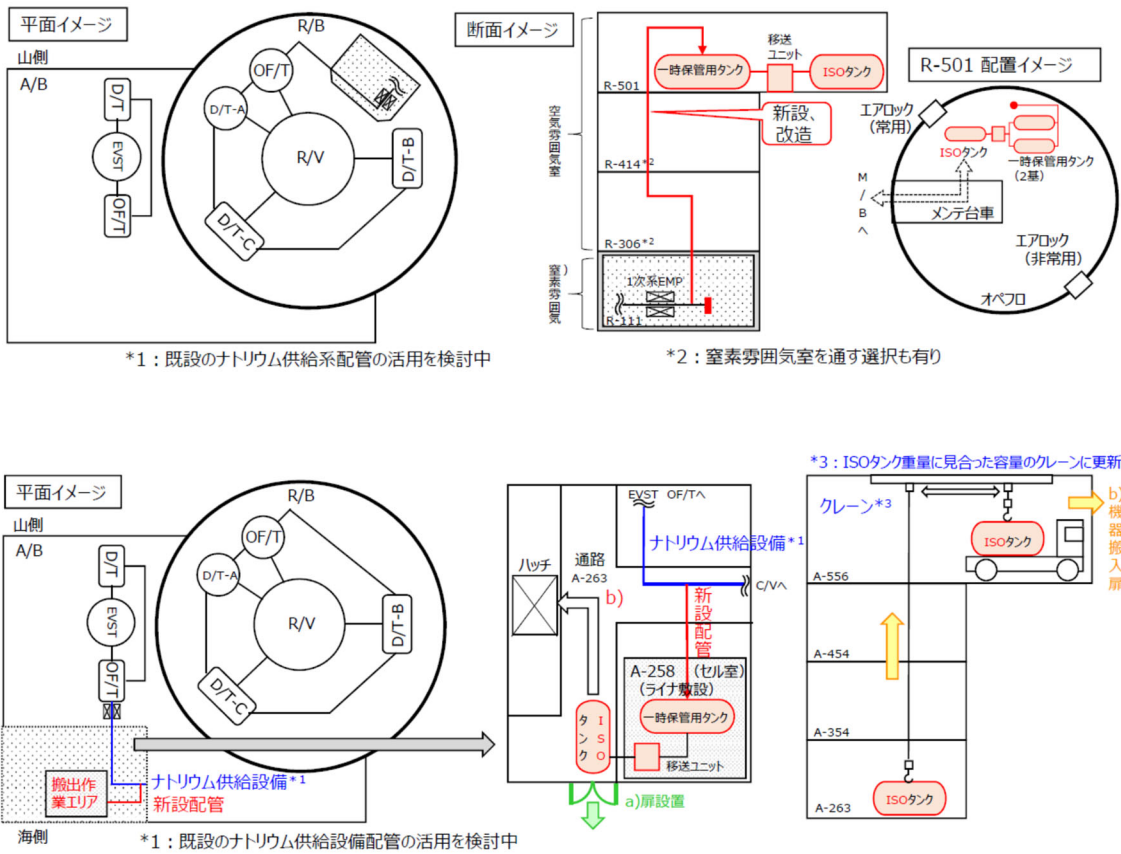 平面イメージ
山側
A/B
D/T
EVST
OF/T
R/B
OF/T
D/T-A
R/V
D/T-B
D/T-C
*1：既設のナトリウム供給系配管の活用を検討中
断面イメージ
空気雰囲気室
窒素雰囲気
）
R-501
一時保管用タンク
移送
ユニット
ISOタンク
新設、
改造
R-414*2
R-306*2
1次系EMP
R-111
*2：窒素雰囲気室を通す選択も有り
R-501 配置イメージ
エアロック
（常用）
ISOタンク
一時保管用タンク
（2基）
M/Bへ
メンテ台車
エアロック
（非常用）
オペフロ
平面イメージ
山側
A/B
D/T
EVST
OF/T
R/B
OF/T
D/T-A
R/V
D/T-B
D/T-C
搬出作
業エリア
ナトリウム供給設備*1
新設配管
海側
*1：既設のナトリウム供給設備配管の活用を検討中
EVST OF/Tへ
ナトリウム供給設備*1
ハッチ
通路
A-263
b)
C/Vへ
新設配管
A-258 （セル室）
（ライナ敷設）
一時保管用タンク
ISO
タンク
移送ユニット
a)扉設置
*3：ISOタンク重量に見合った容量のクレーンに更新
クレーン*3
ISOタンク
b)
機器搬入扉
A-556
A-454
A-354
A-263
ISOタンク